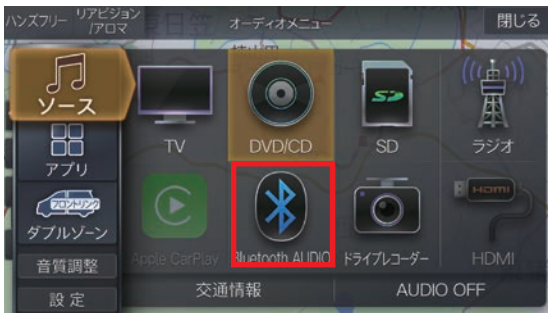 ハンズフリー
リアビジョン
/アロマ
オーディオメニュー
閉じる
ソース
アプリ
フロントリンク
ダブルゾーン
音質調整
設 定
TV
DVD/CD
SD
ラジオ
Apple CarPlay
Bluetooth AUDIO
ドライブレコーダー
HDMI
HDMI
交通情報
AUDIO OFF